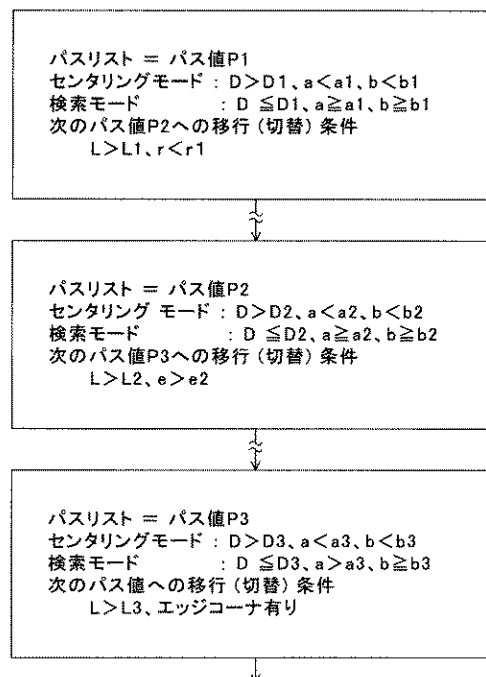 パスリスト = パス値P1
センタリングモード : D>D1、a<a1、b<b1
検索モード : D ≦D1、a≧a1、b≧b1
次のパス値P2への移行 (切替) 条件
L>L1、r<r1
パスリスト = パス値P2
センタリング モード : D>D2、a<a2、b<b2
検索モード : D ≦D2、a≧a2、b≧b2
次のパス値P3への移行 (切替) 条件
L>L2、e>e2
パスリスト = パス値P3
センタリングモード : D>D3、a<a3、b<b3
検索モード : D ≦D3、a>a3、b≧b3
次のパス値への移行 (切替) 条件
L>L3、エッジコーナ有り